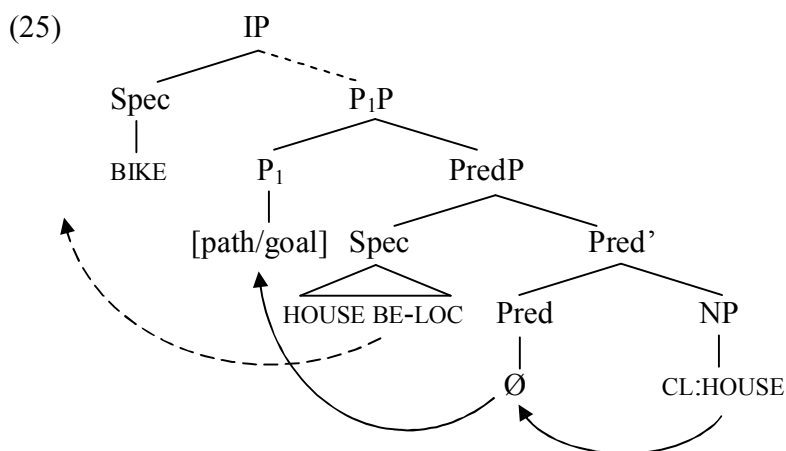 (25) IP
Spec P₁P
BIKE P₁ PredP
[path/goal] Spec Pred’
HOUSE BE-LOC Pred NP
Ø CL:HOUSE